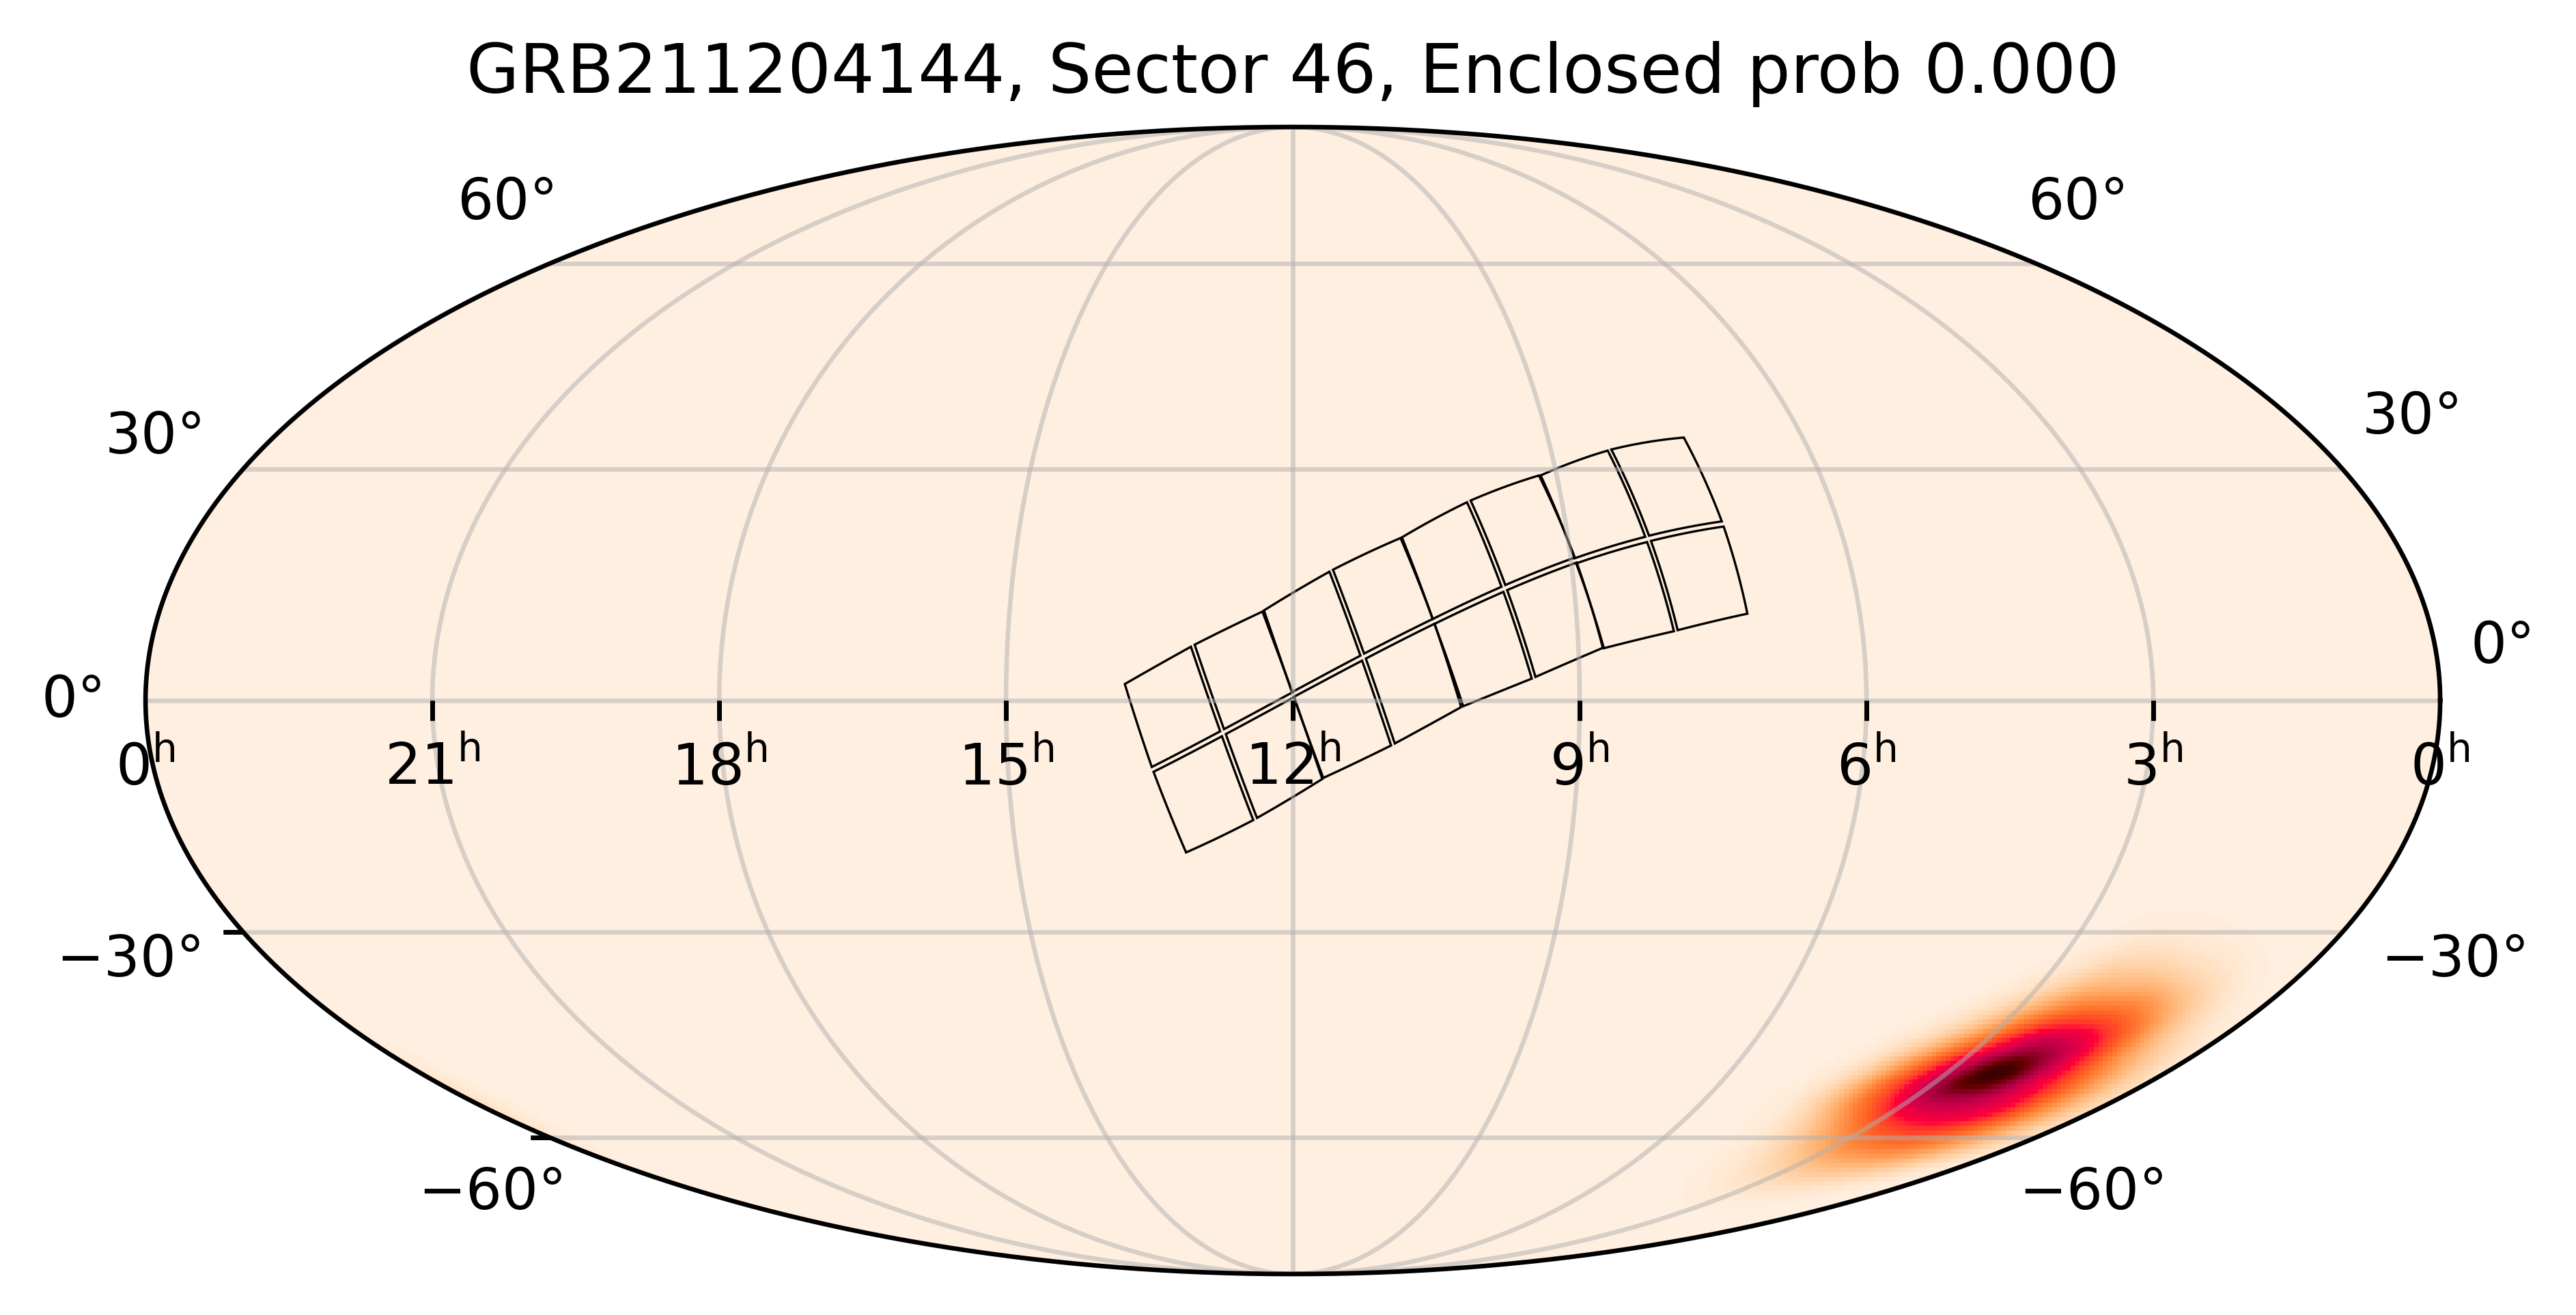 GRB211204144, Sector 46, Enclosed prob 0.000
60° 60°
30° 30°
0° 0°
0ʰ 21ʰ 18ʰ 15ʰ 12ʰ 9ʰ 6ʰ 3ʰ 0ʰ
−30° −30°
−60° −60°